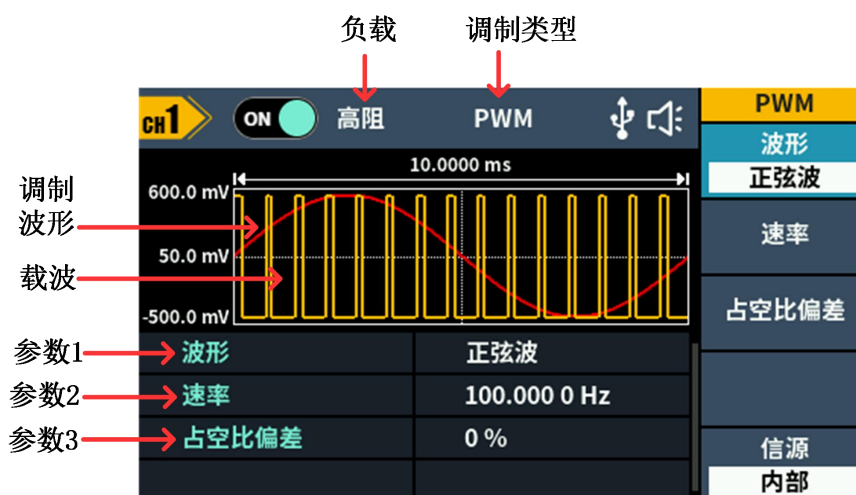 负载
调制类型
CH1
ON
高阻
PWM
PWM
波形
正弦波
速率
占空比偏差
信源
内部
10.0000 ms
600.0 mV
50.0 mV
-500.0 mV
调制
波形
载波
参数1
波形
正弦波
参数2
速率
100.000 0 Hz
参数3
占空比偏差
0 %